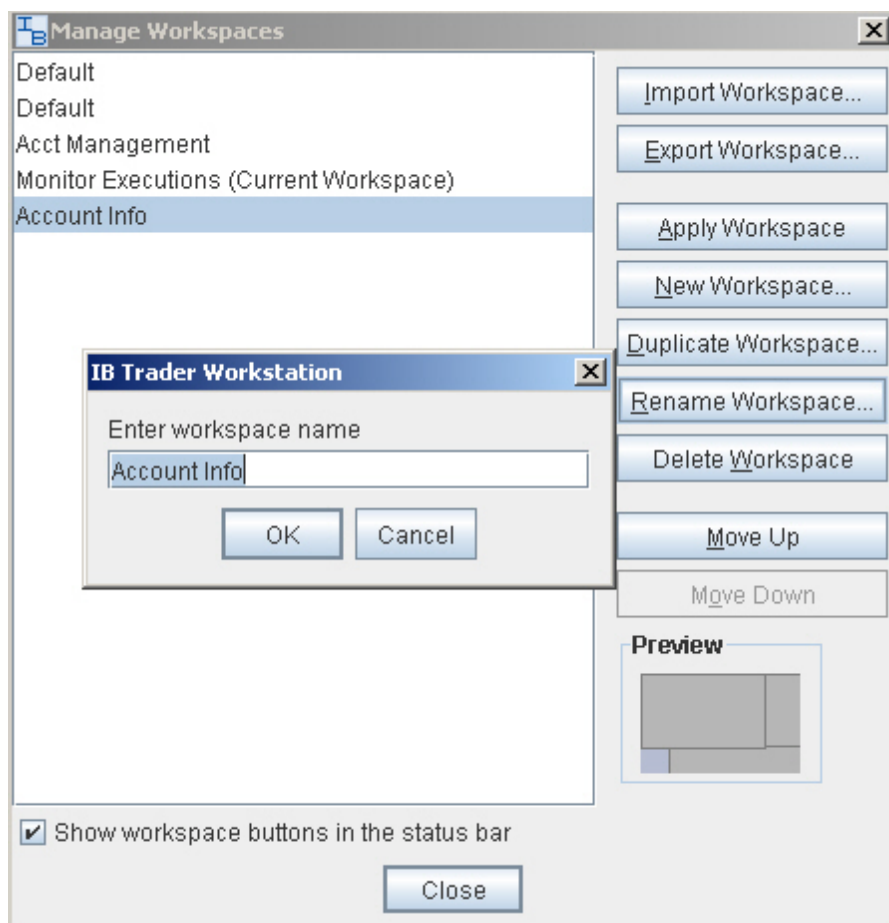 IB Manage Workspaces
Default
Default
Acct Management
Monitor Executions (Current Workspace)
Account Info
Import Workspace...
Export Workspace...
Apply Workspace
New Workspace...
Duplicate Workspace...
Rename Workspace...
Delete Workspace
Move Up
Move Down
Preview
IB Trader Workstation
Enter workspace name
Account Info
OK Cancel
Show workspace buttons in the status bar
Close